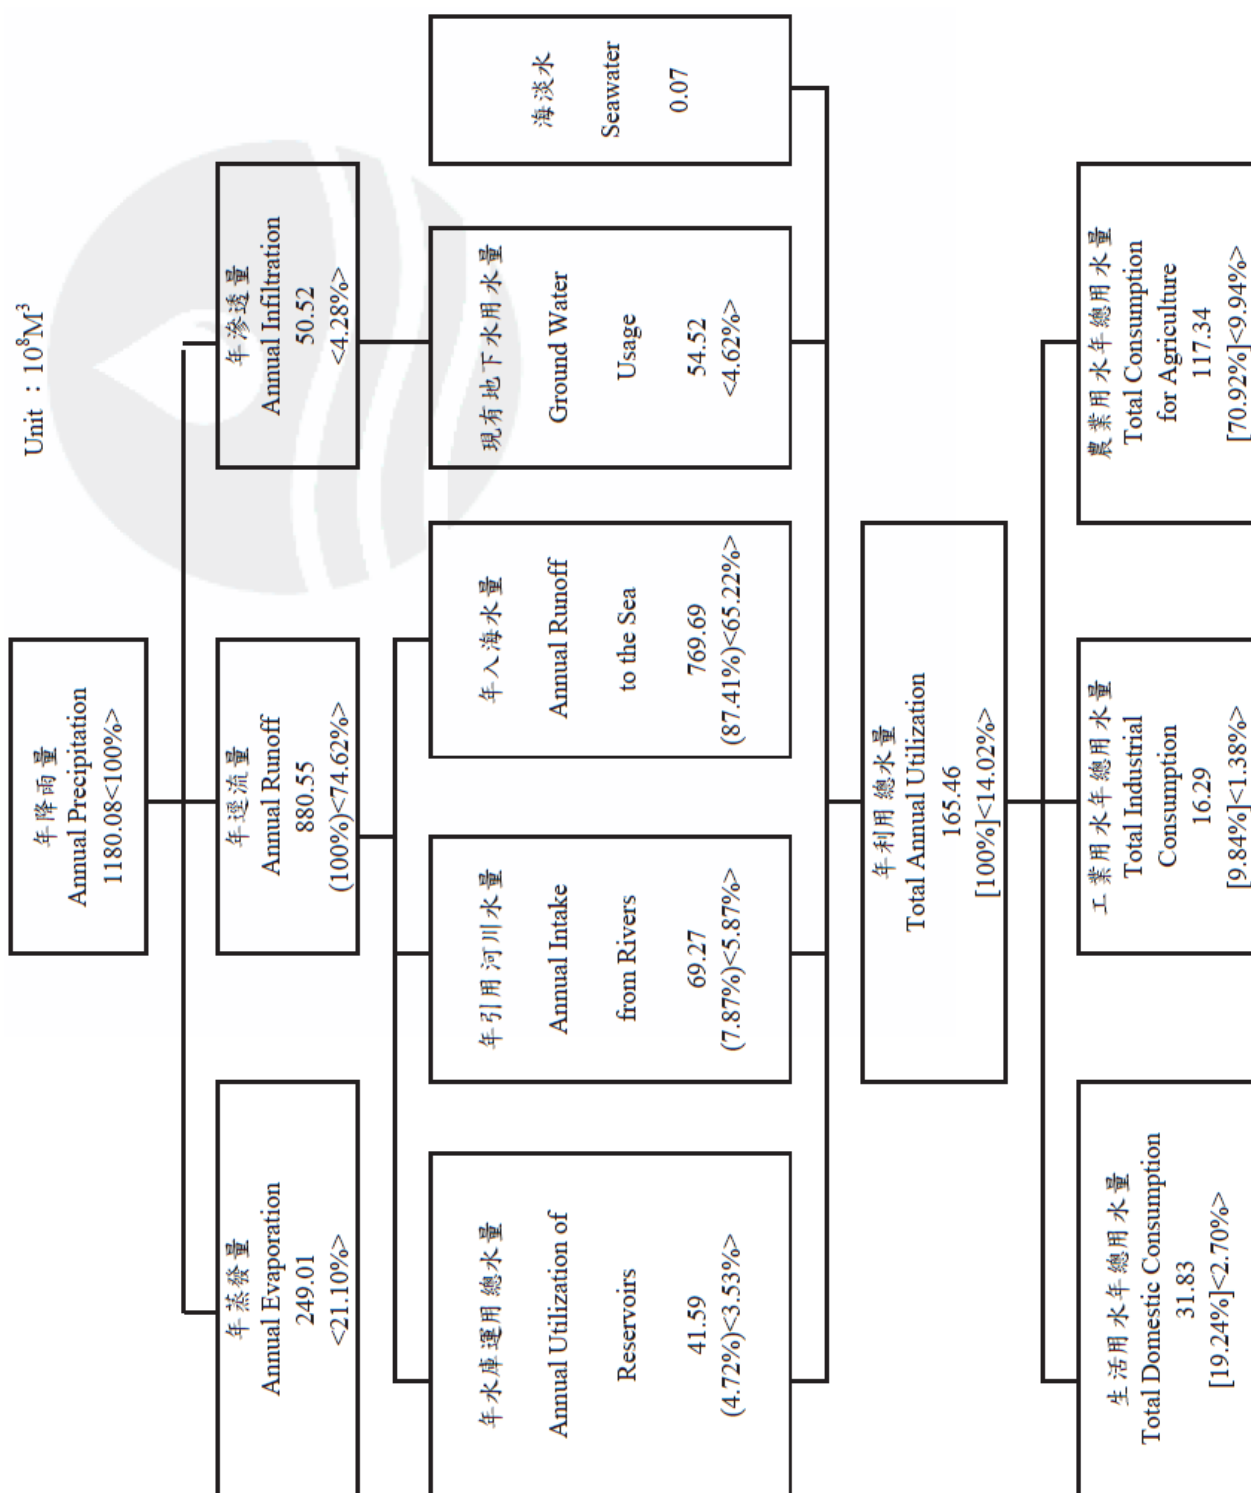 Unit : 10⁸M³
年降雨量
Annual Precipitation
1180.08<100%>
年蒸發量
Annual Evaporation
249.01
<21.10%>
年逕流量
Annual Runoff
880.55
(100%)<74.62%>
年滲透量
Annual Infiltration
50.52
<4.28%>
年水庫運用總水量
Annual Utilization of
Reservoirs
41.59
(4.72%)<3.53%>
年引用河川水量
Annual Intake
from Rivers
69.27
(7.87%)<5.87%>
年入海水量
Annual Runoff
to the Sea
769.69
(87.41%)<65.22%>
現有地下水用水量
Ground Water
Usage
54.52
<4.62%>
海淡水
Seawater
0.07
年利用總水量
Total Annual Utilization
165.46
[100%]<14.02%>
生活用水年總用水量
Total Domestic Consumption
31.83
[19.24%]<2.70%>
工業用水年總用水量
Total Industrial
Consumption
16.29
[9.84%]<1.38%>
農業用水年總用水量
Total Consumption
for Agriculture
117.34
[70.92%]<9.94%>